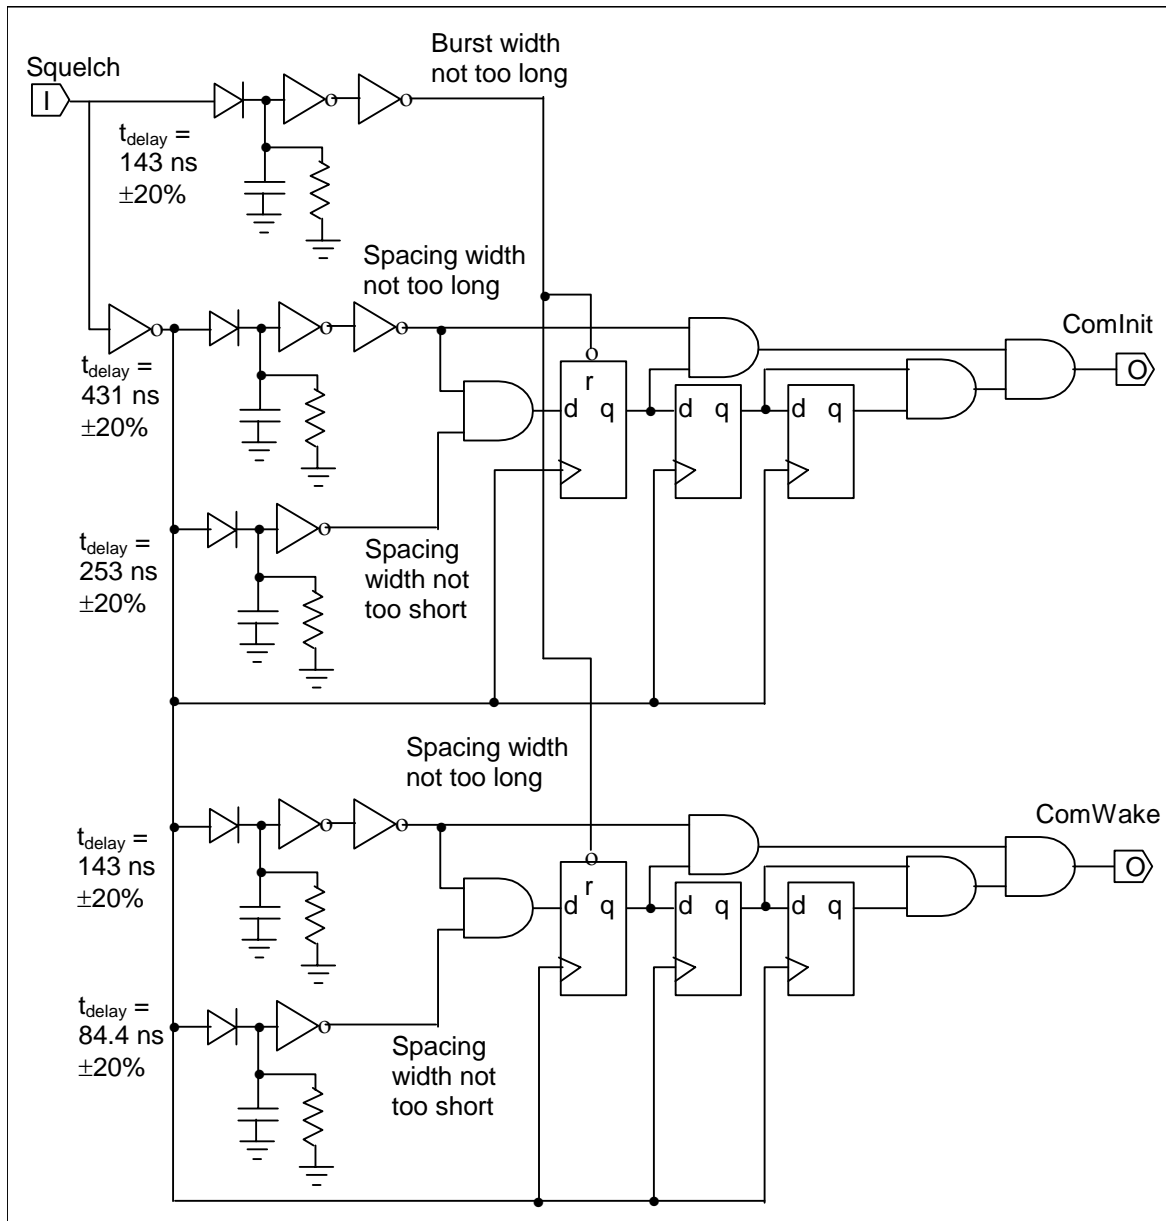 Squelch
I
Burst width
not too long
t_delay =
143 ns
±20%
Spacing width
not too long
t_delay =
431 ns
±20%
r
d q
d q
d q
ComInit
O
t_delay =
253 ns
±20%
Spacing
width not
too short
Spacing width
not too long
t_delay =
143 ns
±20%
r
d q
d q
d q
ComWake
O
t_delay =
84.4 ns
±20%
Spacing
width not
too short